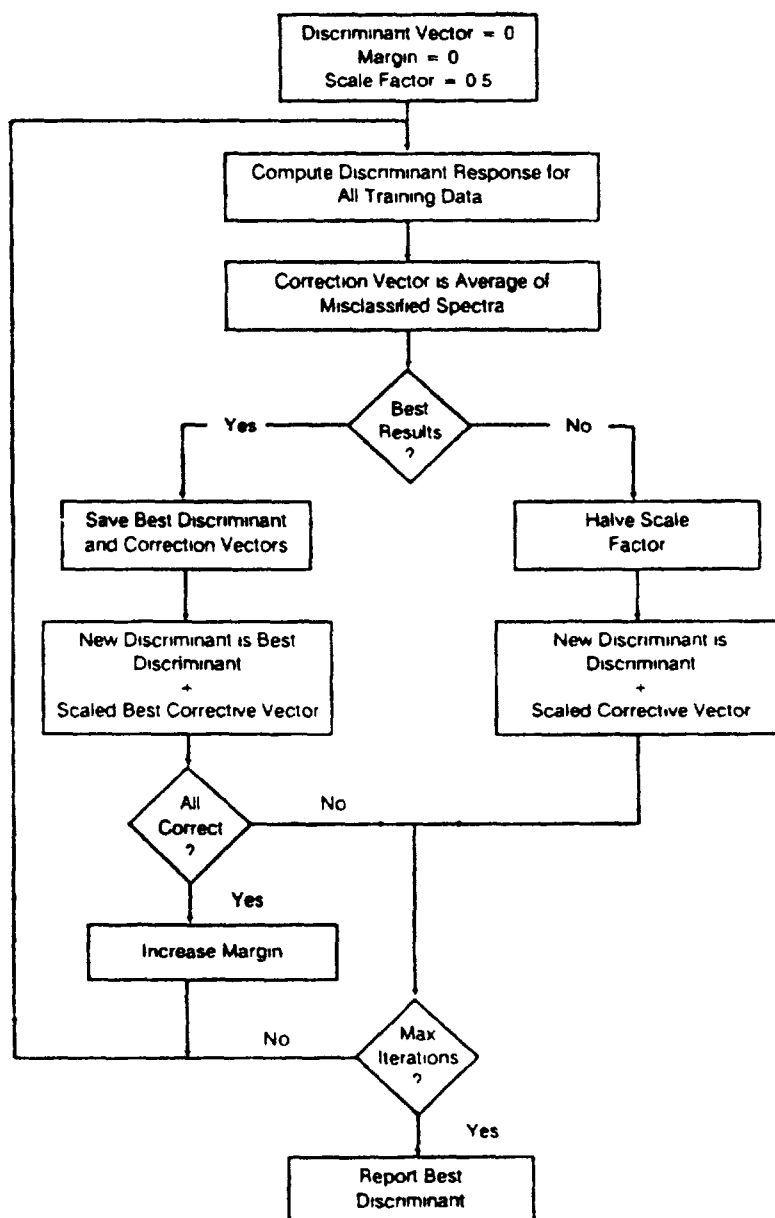 Discriminant Vector = 0
Margin = 0
Scale Factor = 0 5
Compute Discriminant Response for
All Training Data
Correction Vector is Average of
Misclassified Spectra
Best
Results
?
Yes
No
Save Best Discriminant
and Correction Vectors
Halve Scale
Factor
New Discriminant is Best
Discriminant
+
Scaled Best Corrective Vector
New Discriminant is
Discriminant
+
Scaled Corrective Vector
All
Correct
?
No
Yes
Increase Margin
No
Max
Iterations
?
Yes
Report Best
Discriminant